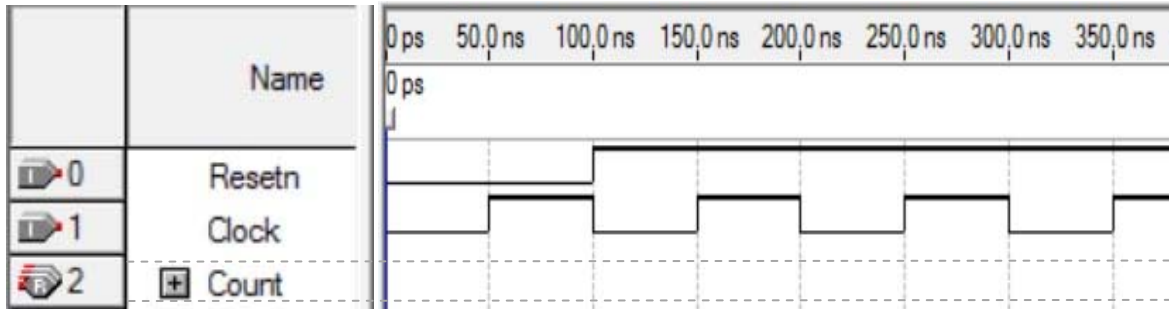 Name
0 ps 50.0 ns 100.0 ns 150.0 ns 200.0 ns 250.0 ns 300.0 ns 350.0 ns
0 ps
0 Resetn
1 Clock
2 Count